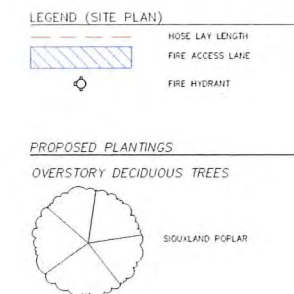 LEGEND (SITE PLAN)
HOSE LAY LENGTH
FIRE ACCESS LANE
FIRE HYDRANT
PROPOSED PLANTINGS
OVERSTORY DECIDUOUS TREES
SIOUXLAND POPLAR